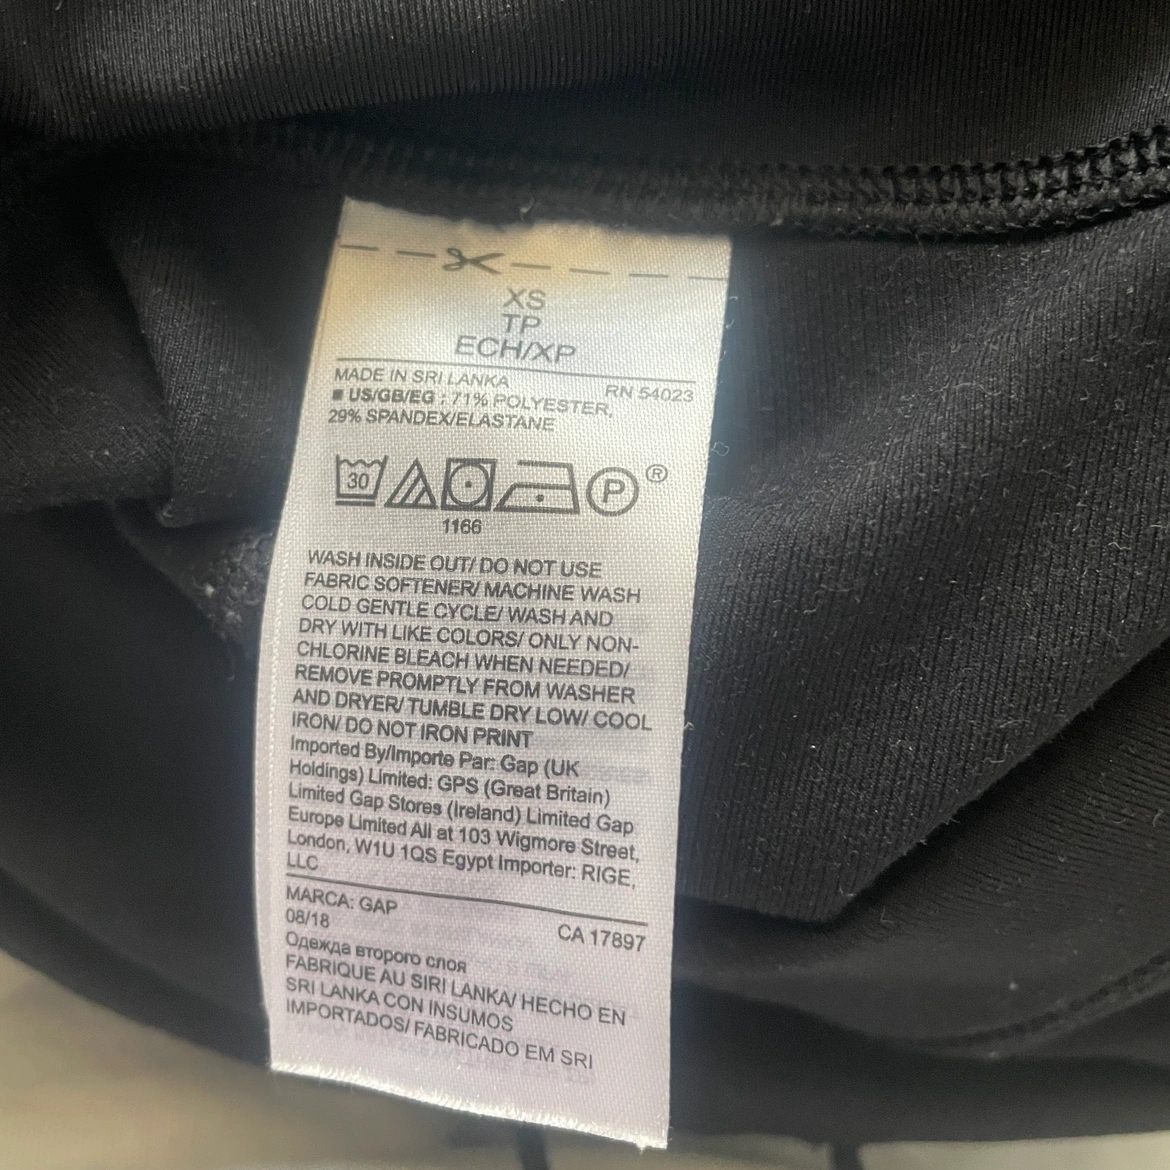 XS
TP
ECH/XP
MADE IN SRI LANKA RN 54023
■ US/GB/EG : 71% POLYESTER,
29% SPANDEX/ELASTANE
30 P ®
1166
WASH INSIDE OUT/ DO NOT USE
FABRIC SOFTENER/ MACHINE WASH
COLD GENTLE CYCLE/ WASH AND
DRY WITH LIKE COLORS/ ONLY NON-
CHLORINE BLEACH WHEN NEEDED/
REMOVE PROMPTLY FROM WASHER
AND DRYER/ TUMBLE DRY LOW/ COOL
IRON/ DO NOT IRON PRINT
Imported By/Importe Par: Gap (UK
Holdings) Limited: GPS (Great Britain)
Limited Gap Stores (Ireland) Limited Gap
Europe Limited All at 103 Wigmore Street,
London, W1U 1QS Egypt Importer: RIGE,
LLC
MARCA: GAP
08/18 CA 17897
Одежда второго слоя
FABRIQUE AU SIRI LANKA/ HECHO EN
SRI LANKA CON INSUMOS
IMPORTADOS/ FABRICADO EM SRI